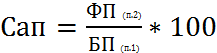 Сап = ФП (п.2) / БП (п.1) * 100